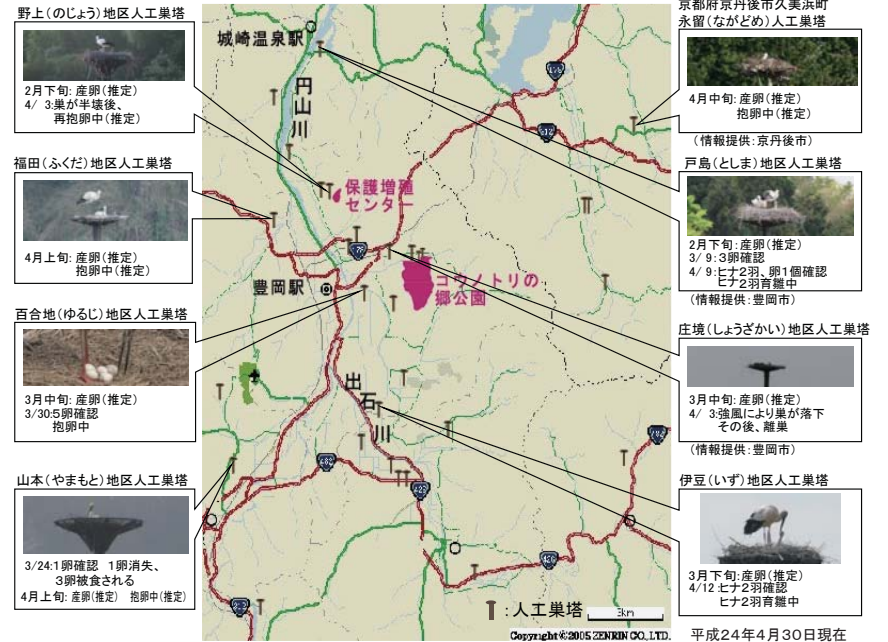 野上（のじょう）地区人工巣塔
2月下旬：産卵（推定）
4/ 3:巣が半壊後、
再抱卵中（推定）
福田（ふくだ）地区人工巣塔
4月上旬：産卵（推定）
抱卵中（推定）
百合地（ゆるじ）地区人工巣塔
3月中旬：産卵（推定）
3/30:5卵確認
抱卵中
山本（やまもと）地区人工巣塔
3/24:1卵確認　1卵消失、
3卵被食される
4月上旬：産卵（推定）　抱卵中（推定）
城崎温泉駅
円山川
保護増殖
センター
178
312
176
豊岡駅
コウノトリの
郷公園
出石川
482
426
482
：人工巣塔
3km
Copyright©2005 ZENRIN CO.,LTD.
京都府京丹後市久美浜町
永留（ながどめ）人工巣塔
4月中旬：産卵（推定）
抱卵中（推定）
（情報提供：京丹後市）
戸島（としま）地区人工巣塔
2月下旬：産卵（推定）
3/ 9:3卵確認
4/ 9:ヒナ2羽、卵1個確認
ヒナ2羽育雛中
（情報提供：豊岡市）
庄境（しょうざかい）地区人工巣塔
3月中旬：産卵（推定）
4/ 3:強風により巣が落下
その後、離巣
（情報提供：豊岡市）
伊豆（いず）地区人工巣塔
3月下旬：産卵（推定）
4/12:ヒナ2羽確認
ヒナ2羽育雛中
平成24年4月30日現在